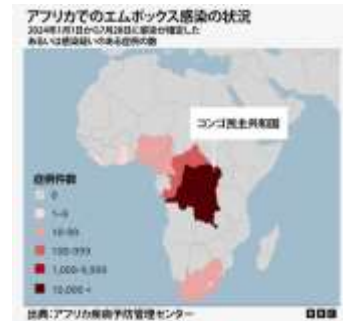 アフリカでのエムポックス感染の状況
2024年1月1日から7月28日に感染が確定した
あるいは感染疑いのある症例の数
コンゴ民主共和国
症例件数
0
1-9
10-99
100-999
1,000-9,999
10,000 +
出典：アフリカ疾病予防管理センター
BBC